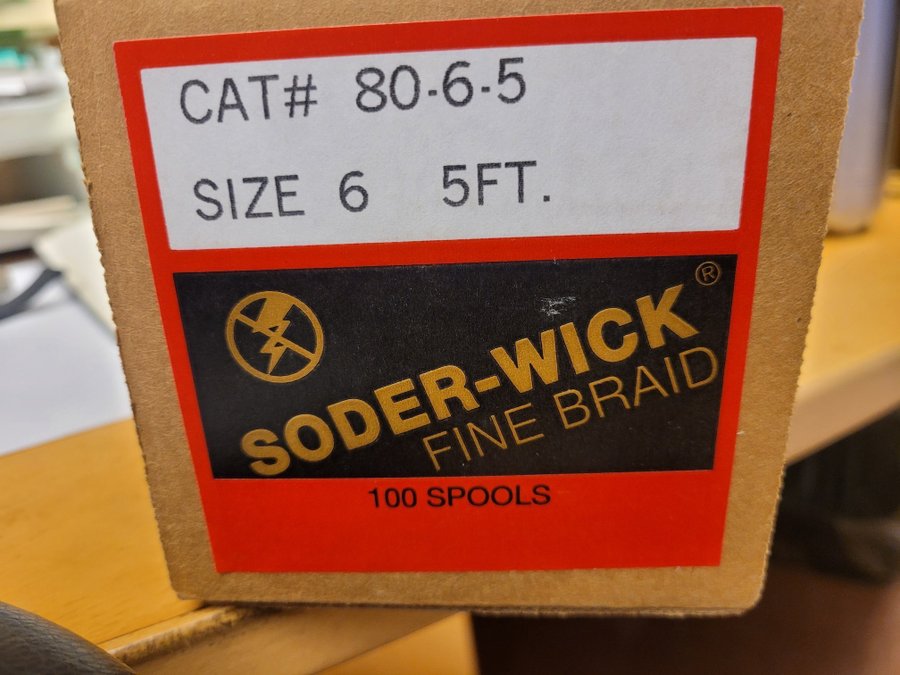 CAT# 80-6-5
SIZE 6 5FT.
SODER-WICK®
FINE BRAID
100 SPOOLS